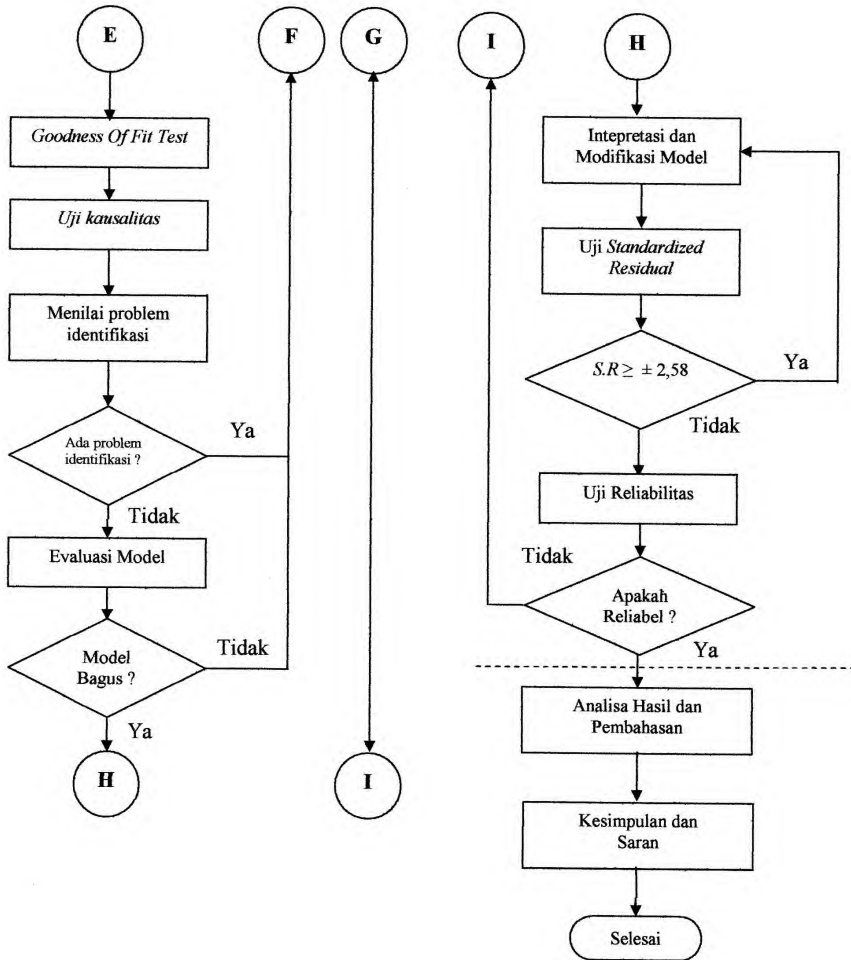 E
Goodness Of Fit Test
Uji kausalitas
Menilai problem
identifikasi
Ada problem
identifikasi ?
Ya
Tidak
Evaluasi Model
Model
Bagus ?
Tidak
Ya
H
F
G
I
I
H
Intepretasi dan
Modifikasi Model
Uji Standardized
Residual
S.R ≥ ± 2,58
Ya
Tidak
Uji Reliabilitas
Tidak
Apakah
Reliabel ?
Ya
Analisa Hasil dan
Pembahasan
Kesimpulan dan
Saran
Selesai